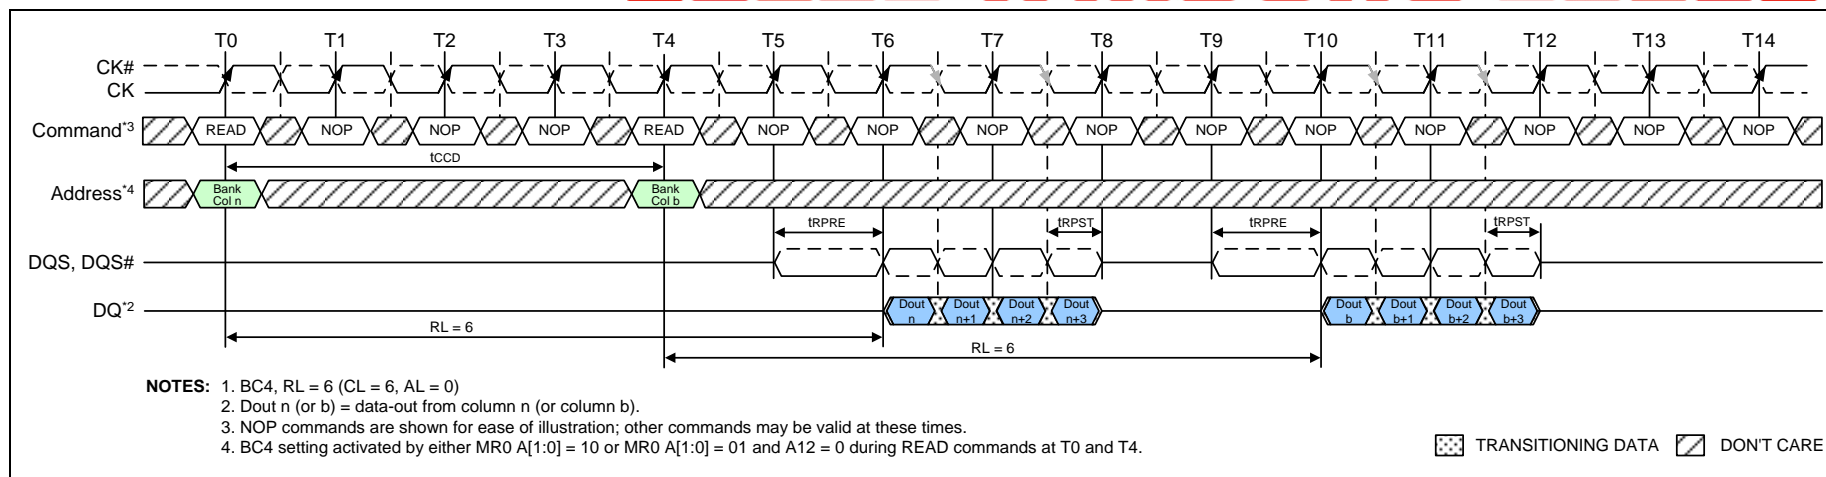 T0 T1 T2 T3 T4 T5 T6 T7 T8 T9 T10 T11 T12 T13 T14
CK#
CK
Command*3 READ NOP NOP NOP READ NOP NOP NOP NOP NOP NOP NOP NOP NOP NOP
tCCD
Address*4 Bank Col n Bank Col b
tRPRE tRPST tRPRE tRPST
DQS, DQS#
DQ*2 Dout n Dout n+1 Dout n+2 Dout n+3 Dout b Dout b+1 Dout b+2 Dout b+3
RL = 6
RL = 6
NOTES: 1. BC4, RL = 6 (CL = 6, AL = 0)
2. Dout n (or b) = data-out from column n (or column b).
3. NOP commands are shown for ease of illustration; other commands may be valid at these times.
4. BC4 setting activated by either MR0 A[1:0] = 10 or MR0 A[1:0] = 01 and A12 = 0 during READ commands at T0 and T4.
TRANSITIONING DATA DON'T CARE